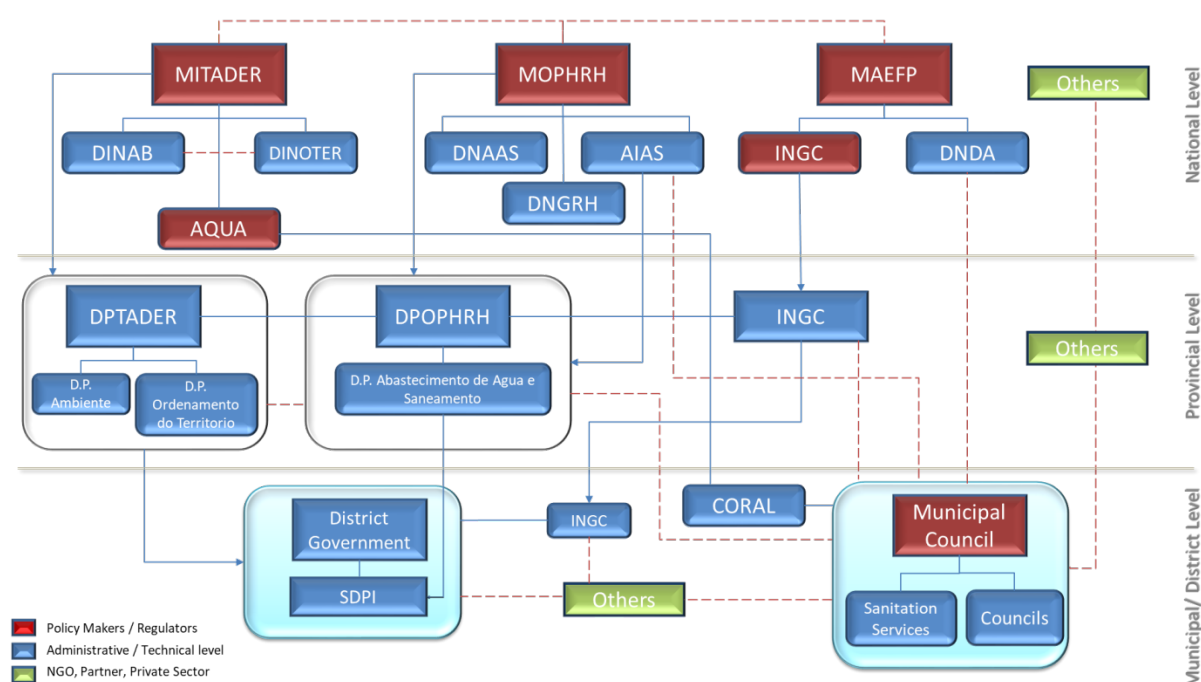 MITADER
MOPHRH
MAEFP
Others
DINAB
DINOTER
DNAAS
AIAS
INGC
DNDA
DNGRH
AQUA
National Level
DPTADER
DPOPHRH
INGC
Others
D.P.
Ambiente
D.P.
Ordenamento
do Territorio
D.P. Abastecimento de Agua e
Saneamento
Provincial Level
District
Government
SDPI
INGC
CORAL
Municipal
Council
Others
Sanitation
Services
Councils
Municipal/ District Level
Policy Makers / Regulators
Administrative / Technical level
NGO, Partner, Private Sector